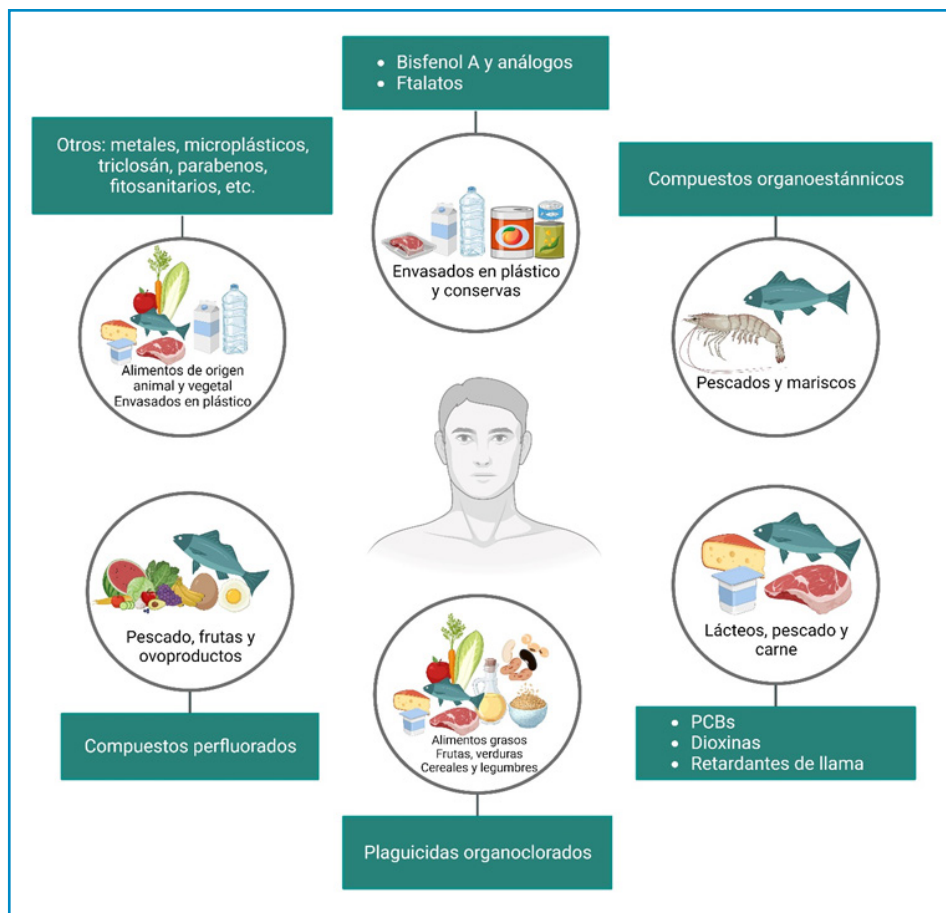 • Bisfenol A y análogos
• Ftalatos
Otros: metales, microplásticos,
triclosán, parabenos,
fitosanitarios, etc.
Compuestos organoestánnicos
Envasados en plástico
y conservas
Alimentos de origen
animal y vegetal
Envasados en plástico
Pescados y mariscos
Pescado, frutas y
ovoproductos
Lácteos, pescado y
carne
Alimentos grasos
Frutas, verduras
Cereales y legumbres
Compuestos perfluorados
• PCBs
• Dioxinas
• Retardantes de llama
Plaguicidas organoclorados